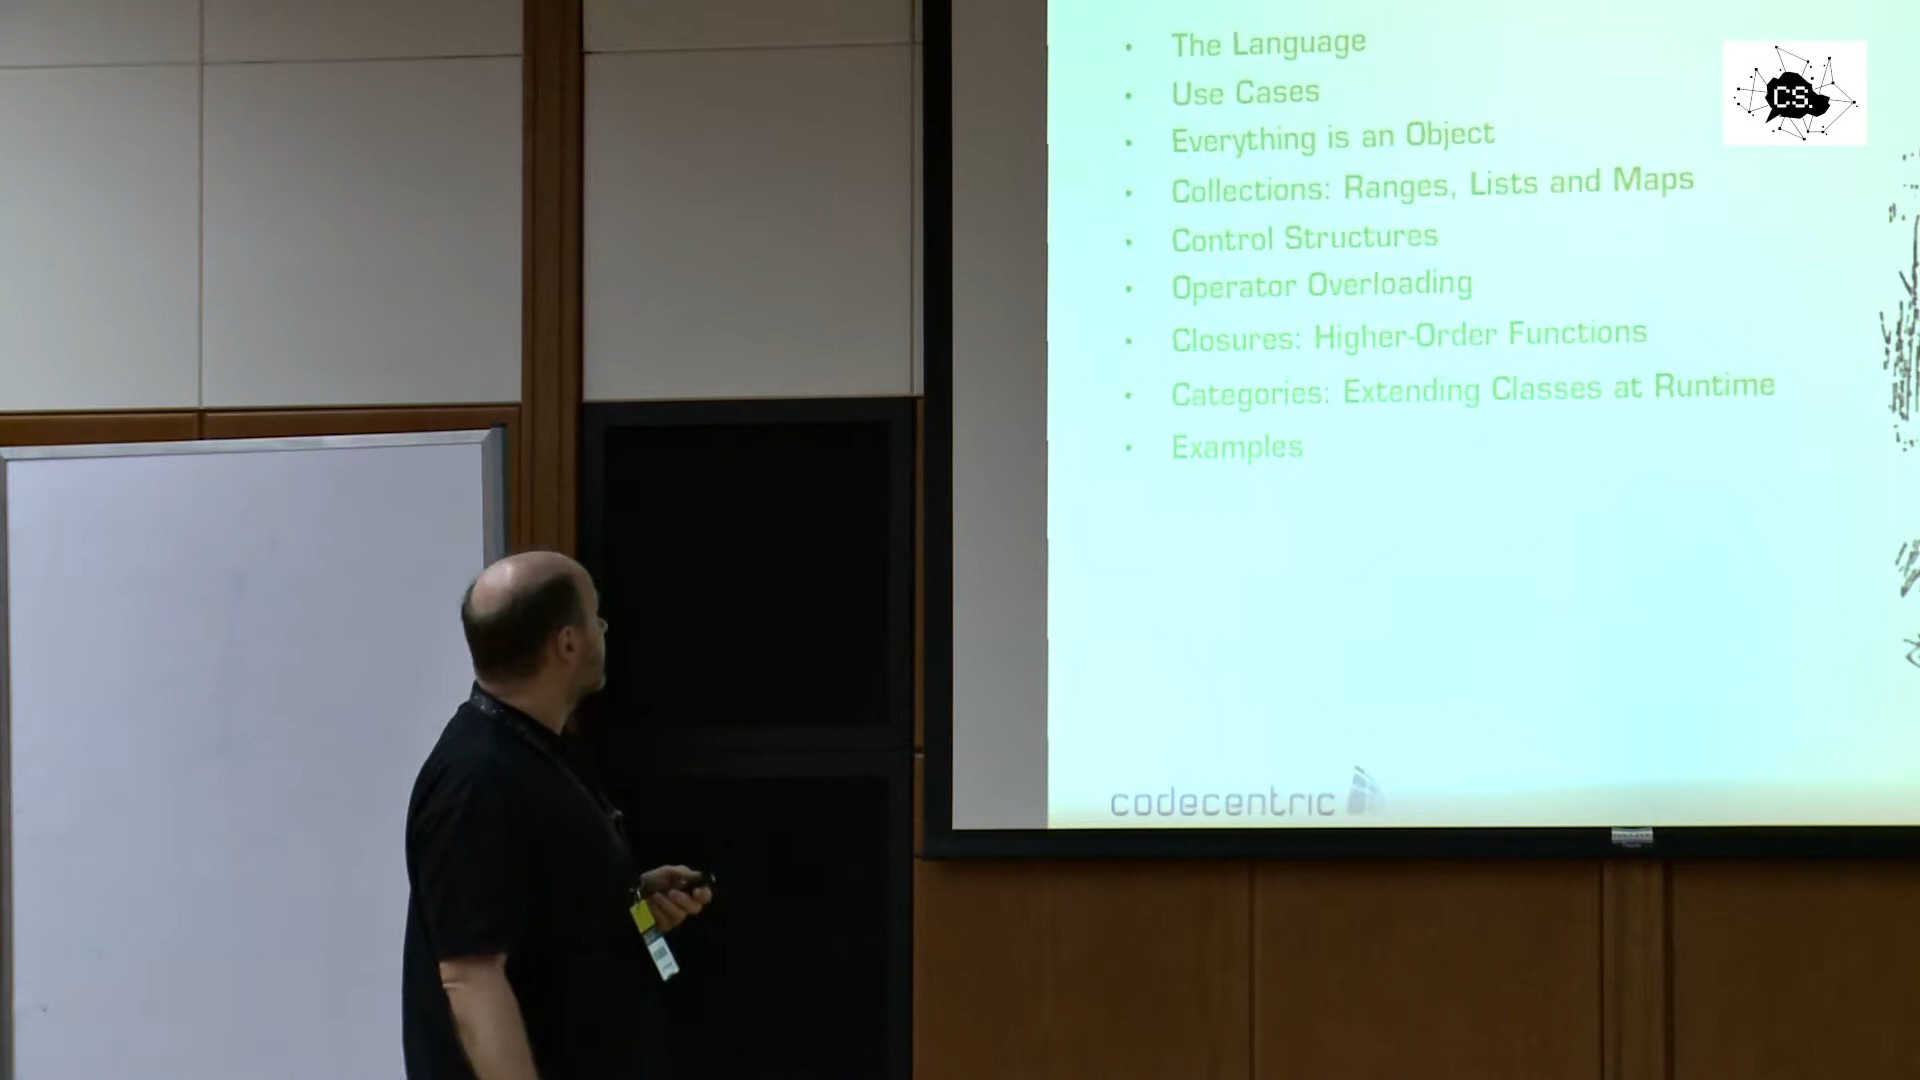 The Language
CS.
Use Cases
Everything is an Object
Collections: Ranges, Lists and Maps
Control Structures
Operator Overloading
Closures: Higher-Order Functions
Categories: Extending Classes at Runtime
Examples
codecentric